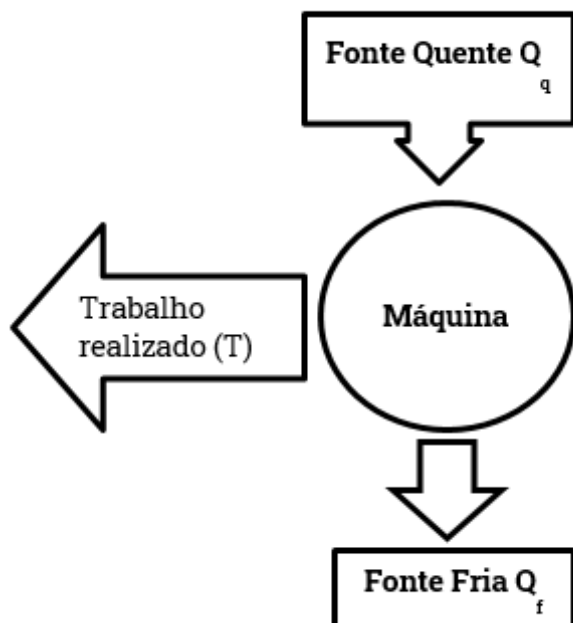 Fonte Quente Q
q
Trabalho
realizado (T)
Máquina
Fonte Fria Q
f